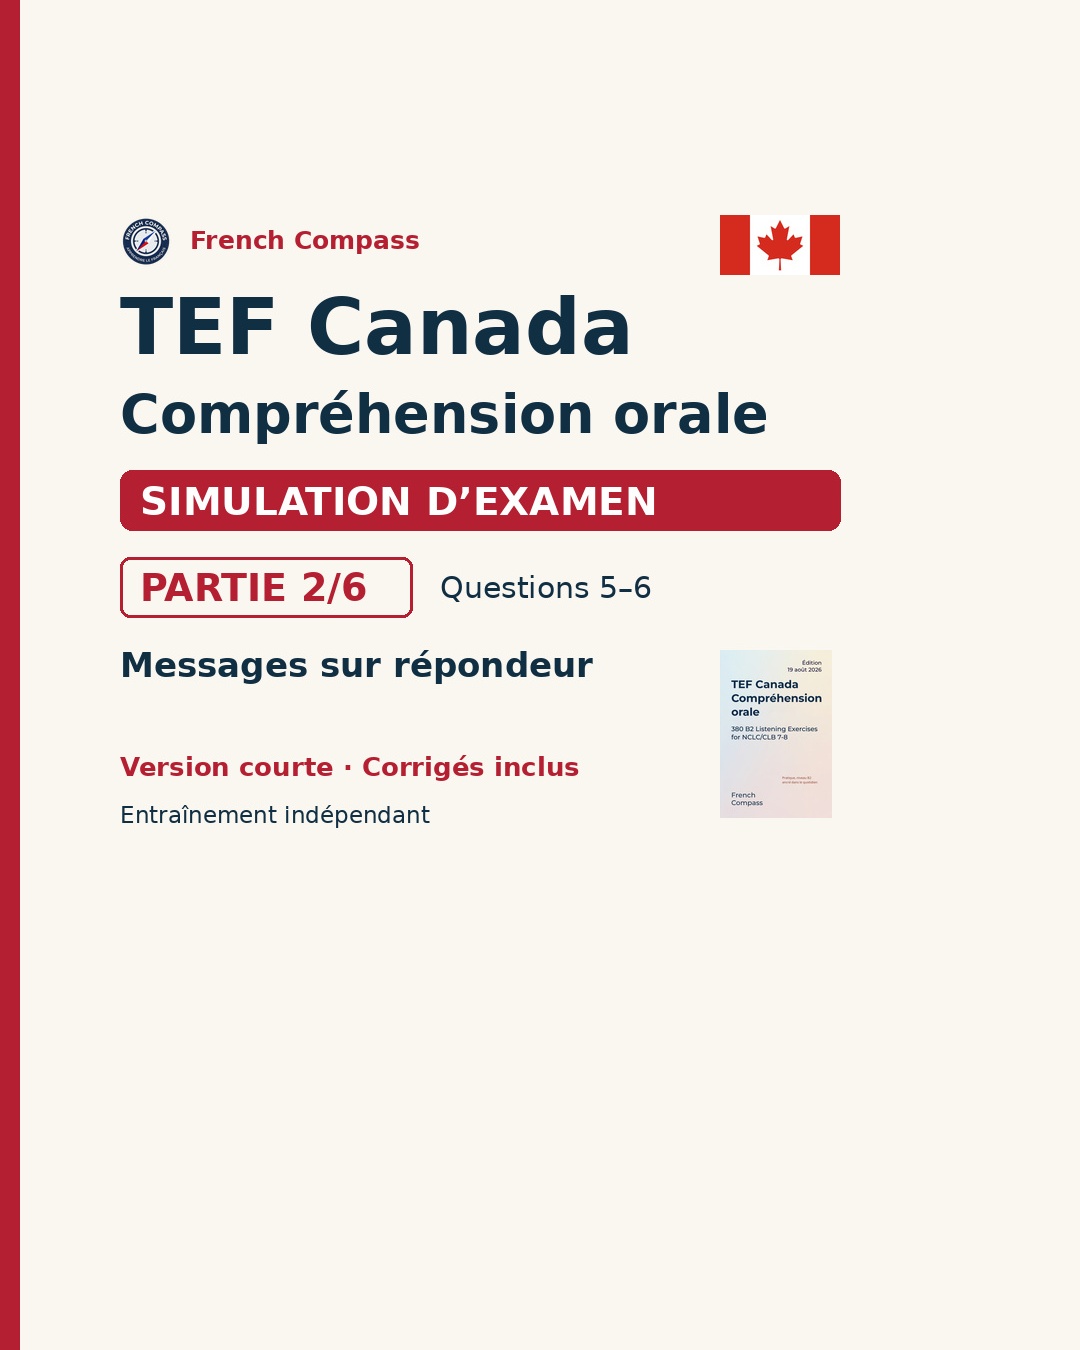 FRENCH COMPASS
French Compass
TEF Canada
Compréhension orale
SIMULATION D’EXAMEN
PARTIE 2/6
Questions 5–6
Messages sur répondeur
Édition
19 août 2026
TEF Canada
Compréhension
orale
380 B2 Listening Exercises
for NCLC/CLB 7-8
French
Compass
Version courte · Corrigés inclus
Entraînement indépendant